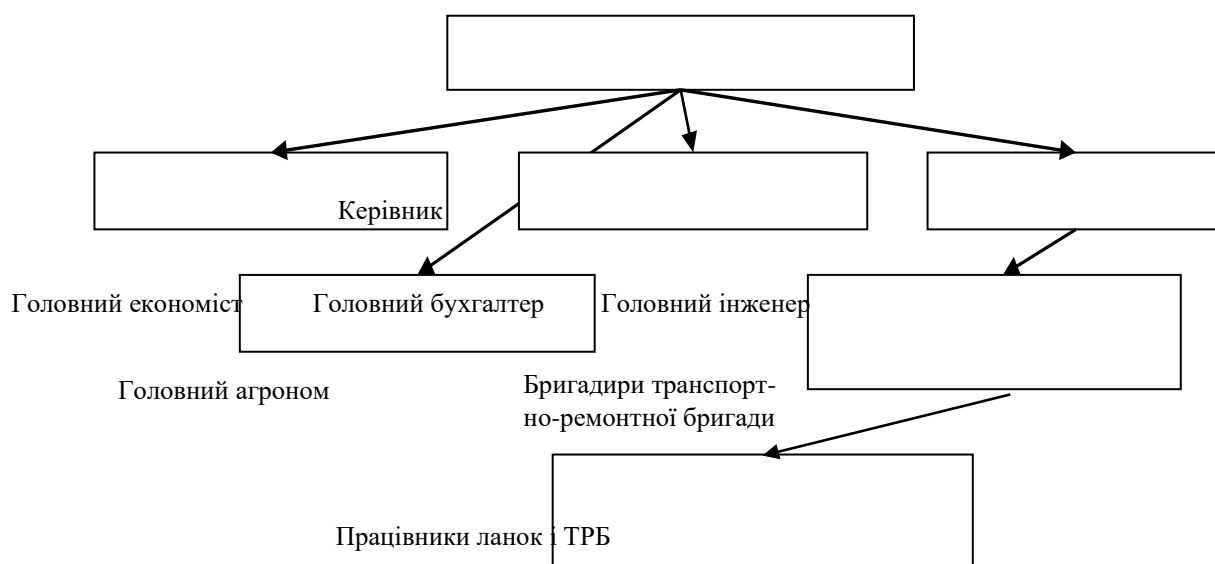 Керівник
Головний економіст Головний бухгалтер Головний інженер
Головний агроном
Бригадири транспорт-
но-ремонтної бригади
Працівники ланок і ТРБ